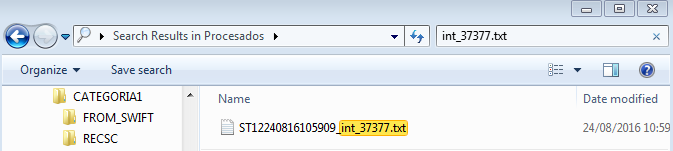 Search Results in Procesados
int_37377.txt
Organize
Save search
CATEGORIA1
FROM_SWIFT
RECSC
Name
Date modified
ST12240816105909_int_37377.txt
24/08/2016 10:59